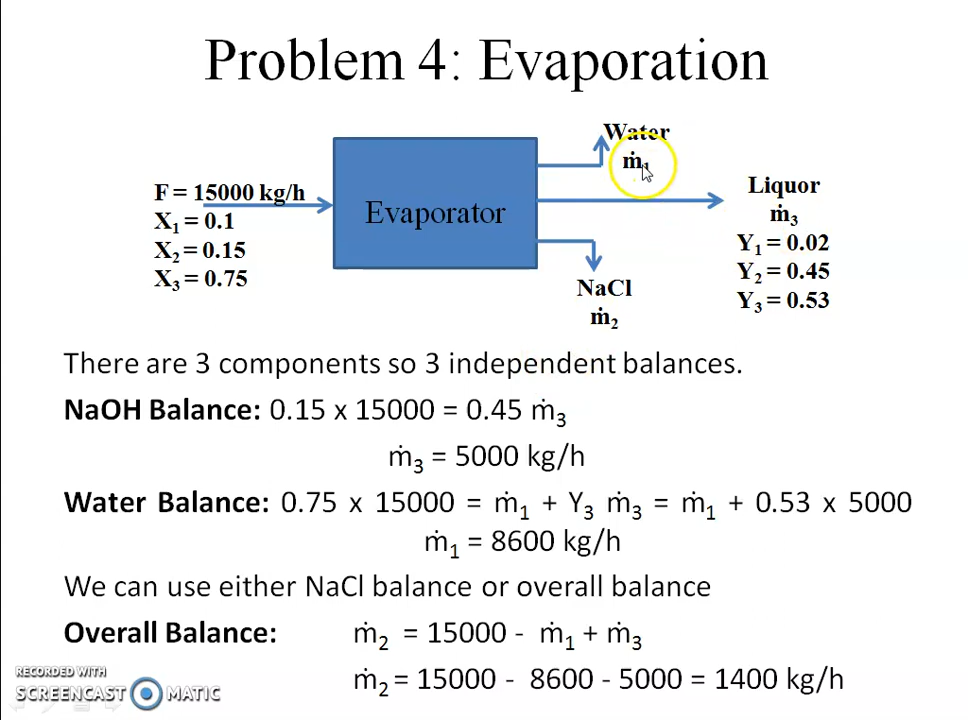 Problem 4: Evaporation
Water
ṁ₁
F = 15000 kg/h
X₁ = 0.1
X₂ = 0.15
X₃ = 0.75
Evaporator
Liquor
ṁ₃
Y₁ = 0.02
Y₂ = 0.45
Y₃ = 0.53
NaCl
ṁ₂
There are 3 components so 3 independent balances.
NaOH Balance: 0.15 x 15000 = 0.45 ṁ₃
ṁ₃ = 5000 kg/h
Water Balance: 0.75 x 15000 = ṁ₁ + Y₃ ṁ₃ = ṁ₁ + 0.53 x 5000
ṁ₁ = 8600 kg/h
We can use either NaCl balance or overall balance
Overall Balance: ṁ₂ = 15000 - ṁ₁ + ṁ₃
ṁ₂ = 15000 - 8600 - 5000 = 1400 kg/h
RECORDED WITH
SCREENCAST MATIC